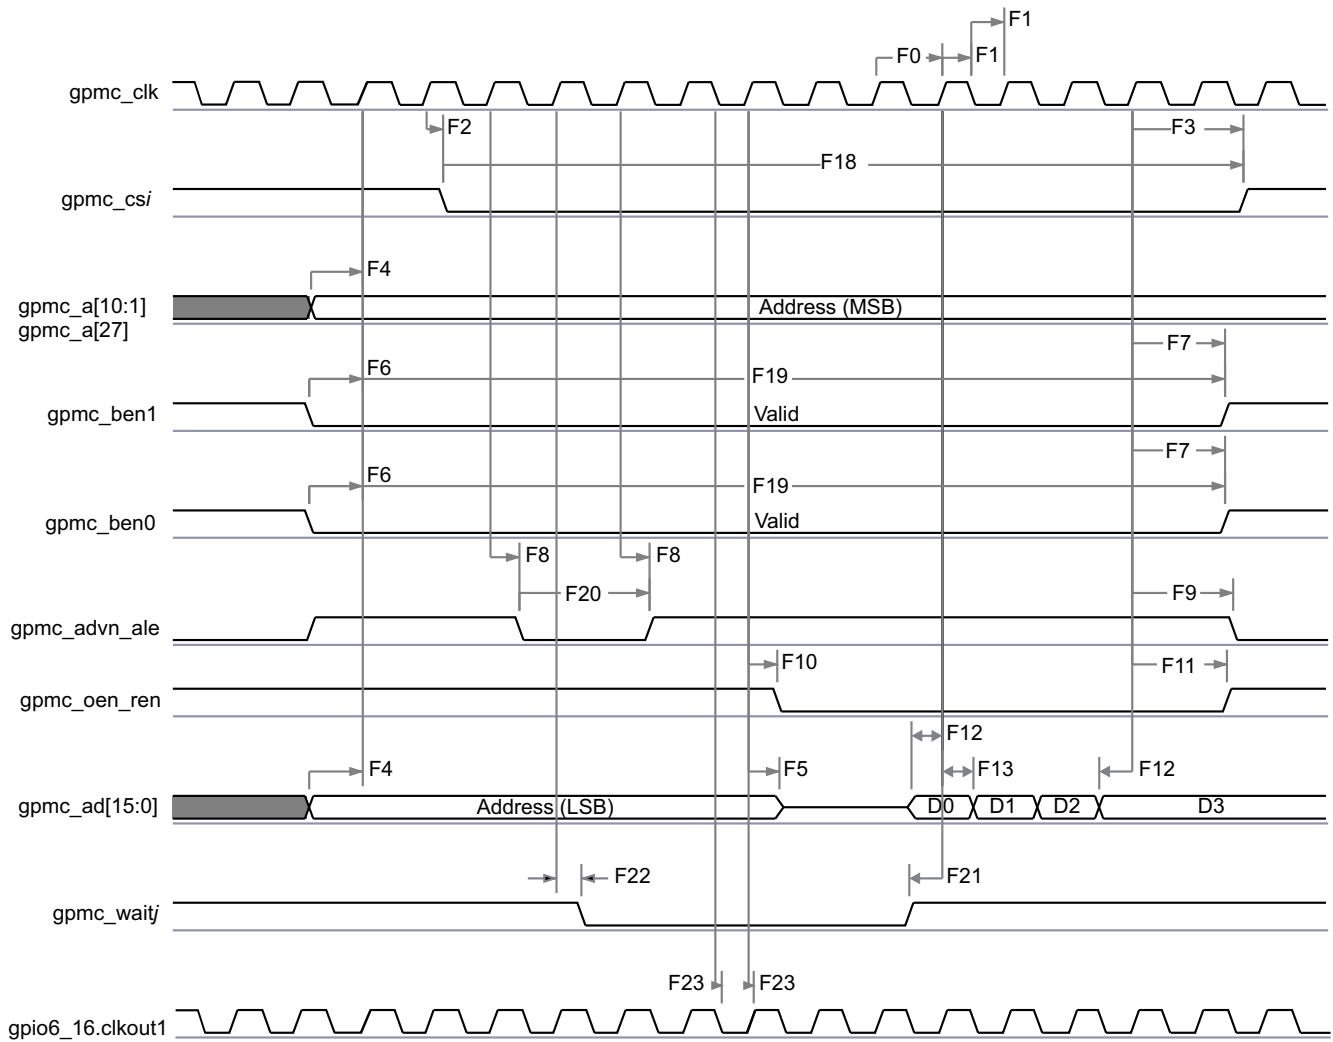 F1
F0 F1
gpmc_clk
F2 F3
F18
gpmc_csi
F4
gpmc_a[10:1] Address (MSB)
gpmc_a[27]
F7
F6 F19
gpmc_ben1 Valid
F7
F6 F19
gpmc_ben0 Valid
F8 F8
F20 F9
gpmc_advn_ale
F10 F11
gpmc_oen_ren
F12
F4 F5 F13 F12
gpmc_ad[15:0] Address (LSB) D0 D1 D2 D3
F22 F21
gpmc_waitj
F23 F23
gpio6_16.clkout1